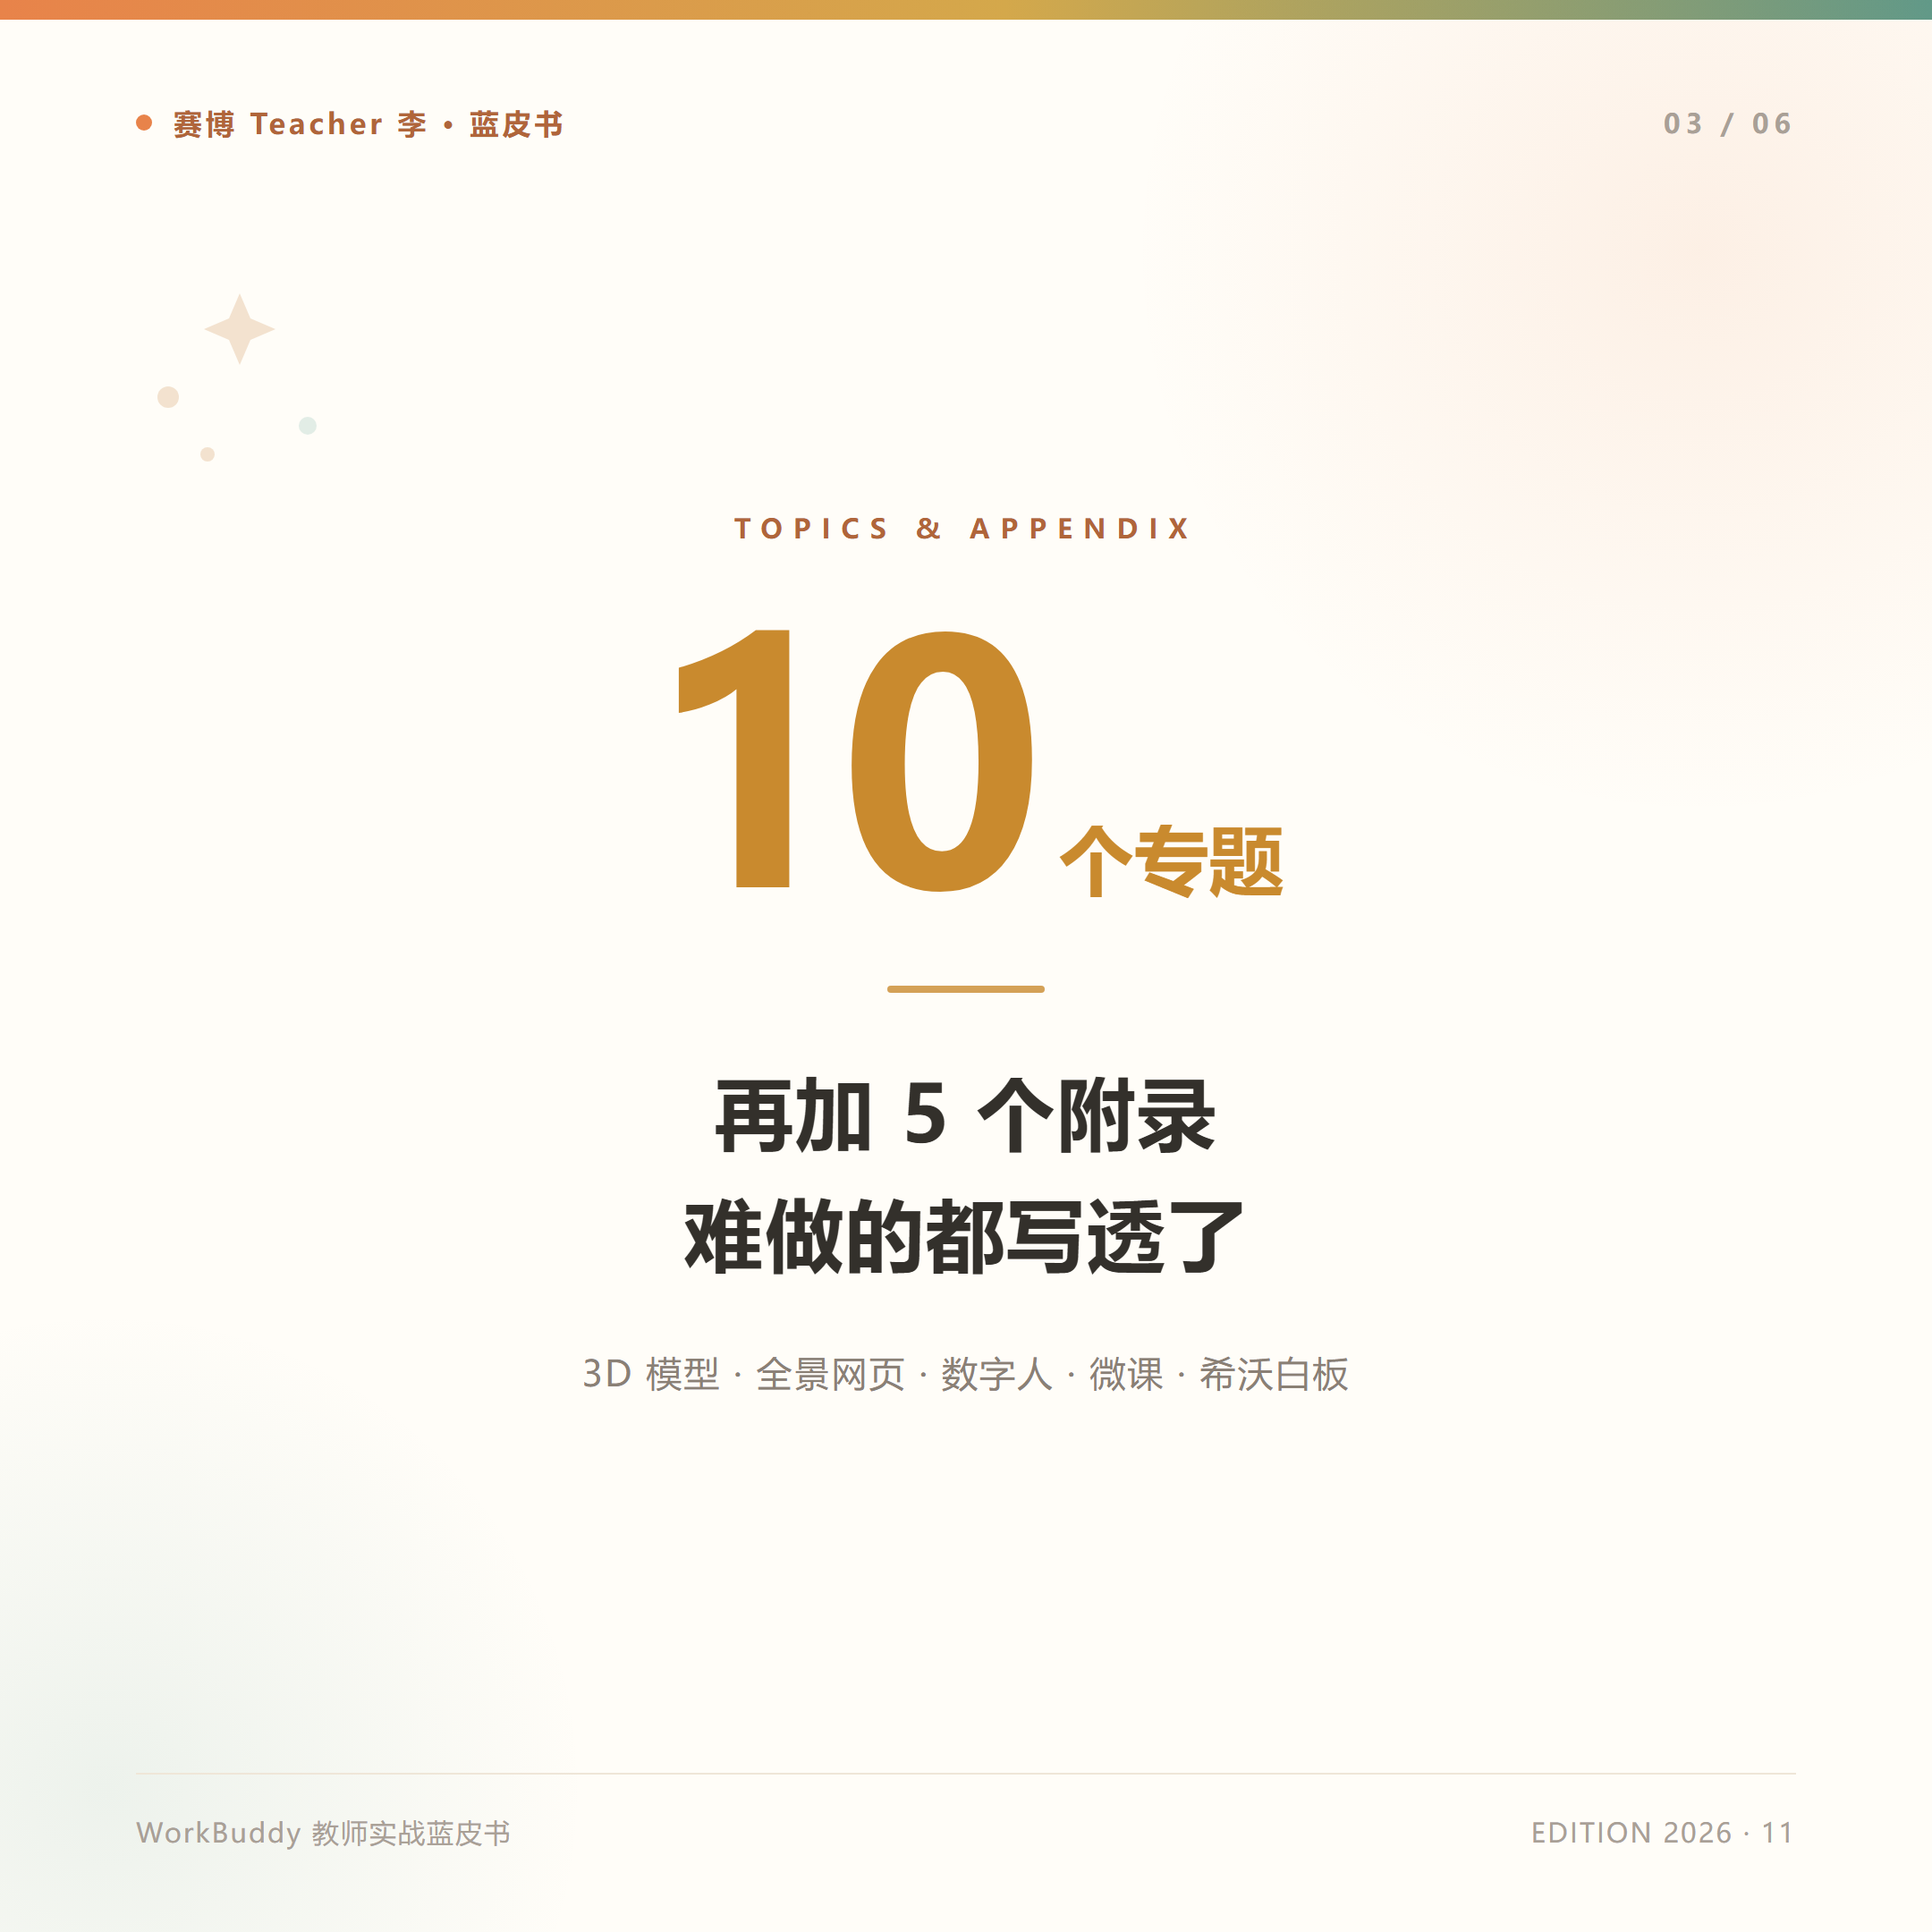 赛博 Teacher 李 · 蓝皮书
03 / 06
TOPICS & APPENDIX
10 个专题
再加 5 个附录
难做的都写透了
3D 模型 · 全景网页 · 数字人 · 微课 · 希沃白板
WorkBuddy 教师实战蓝皮书
EDITION 2026 · 11